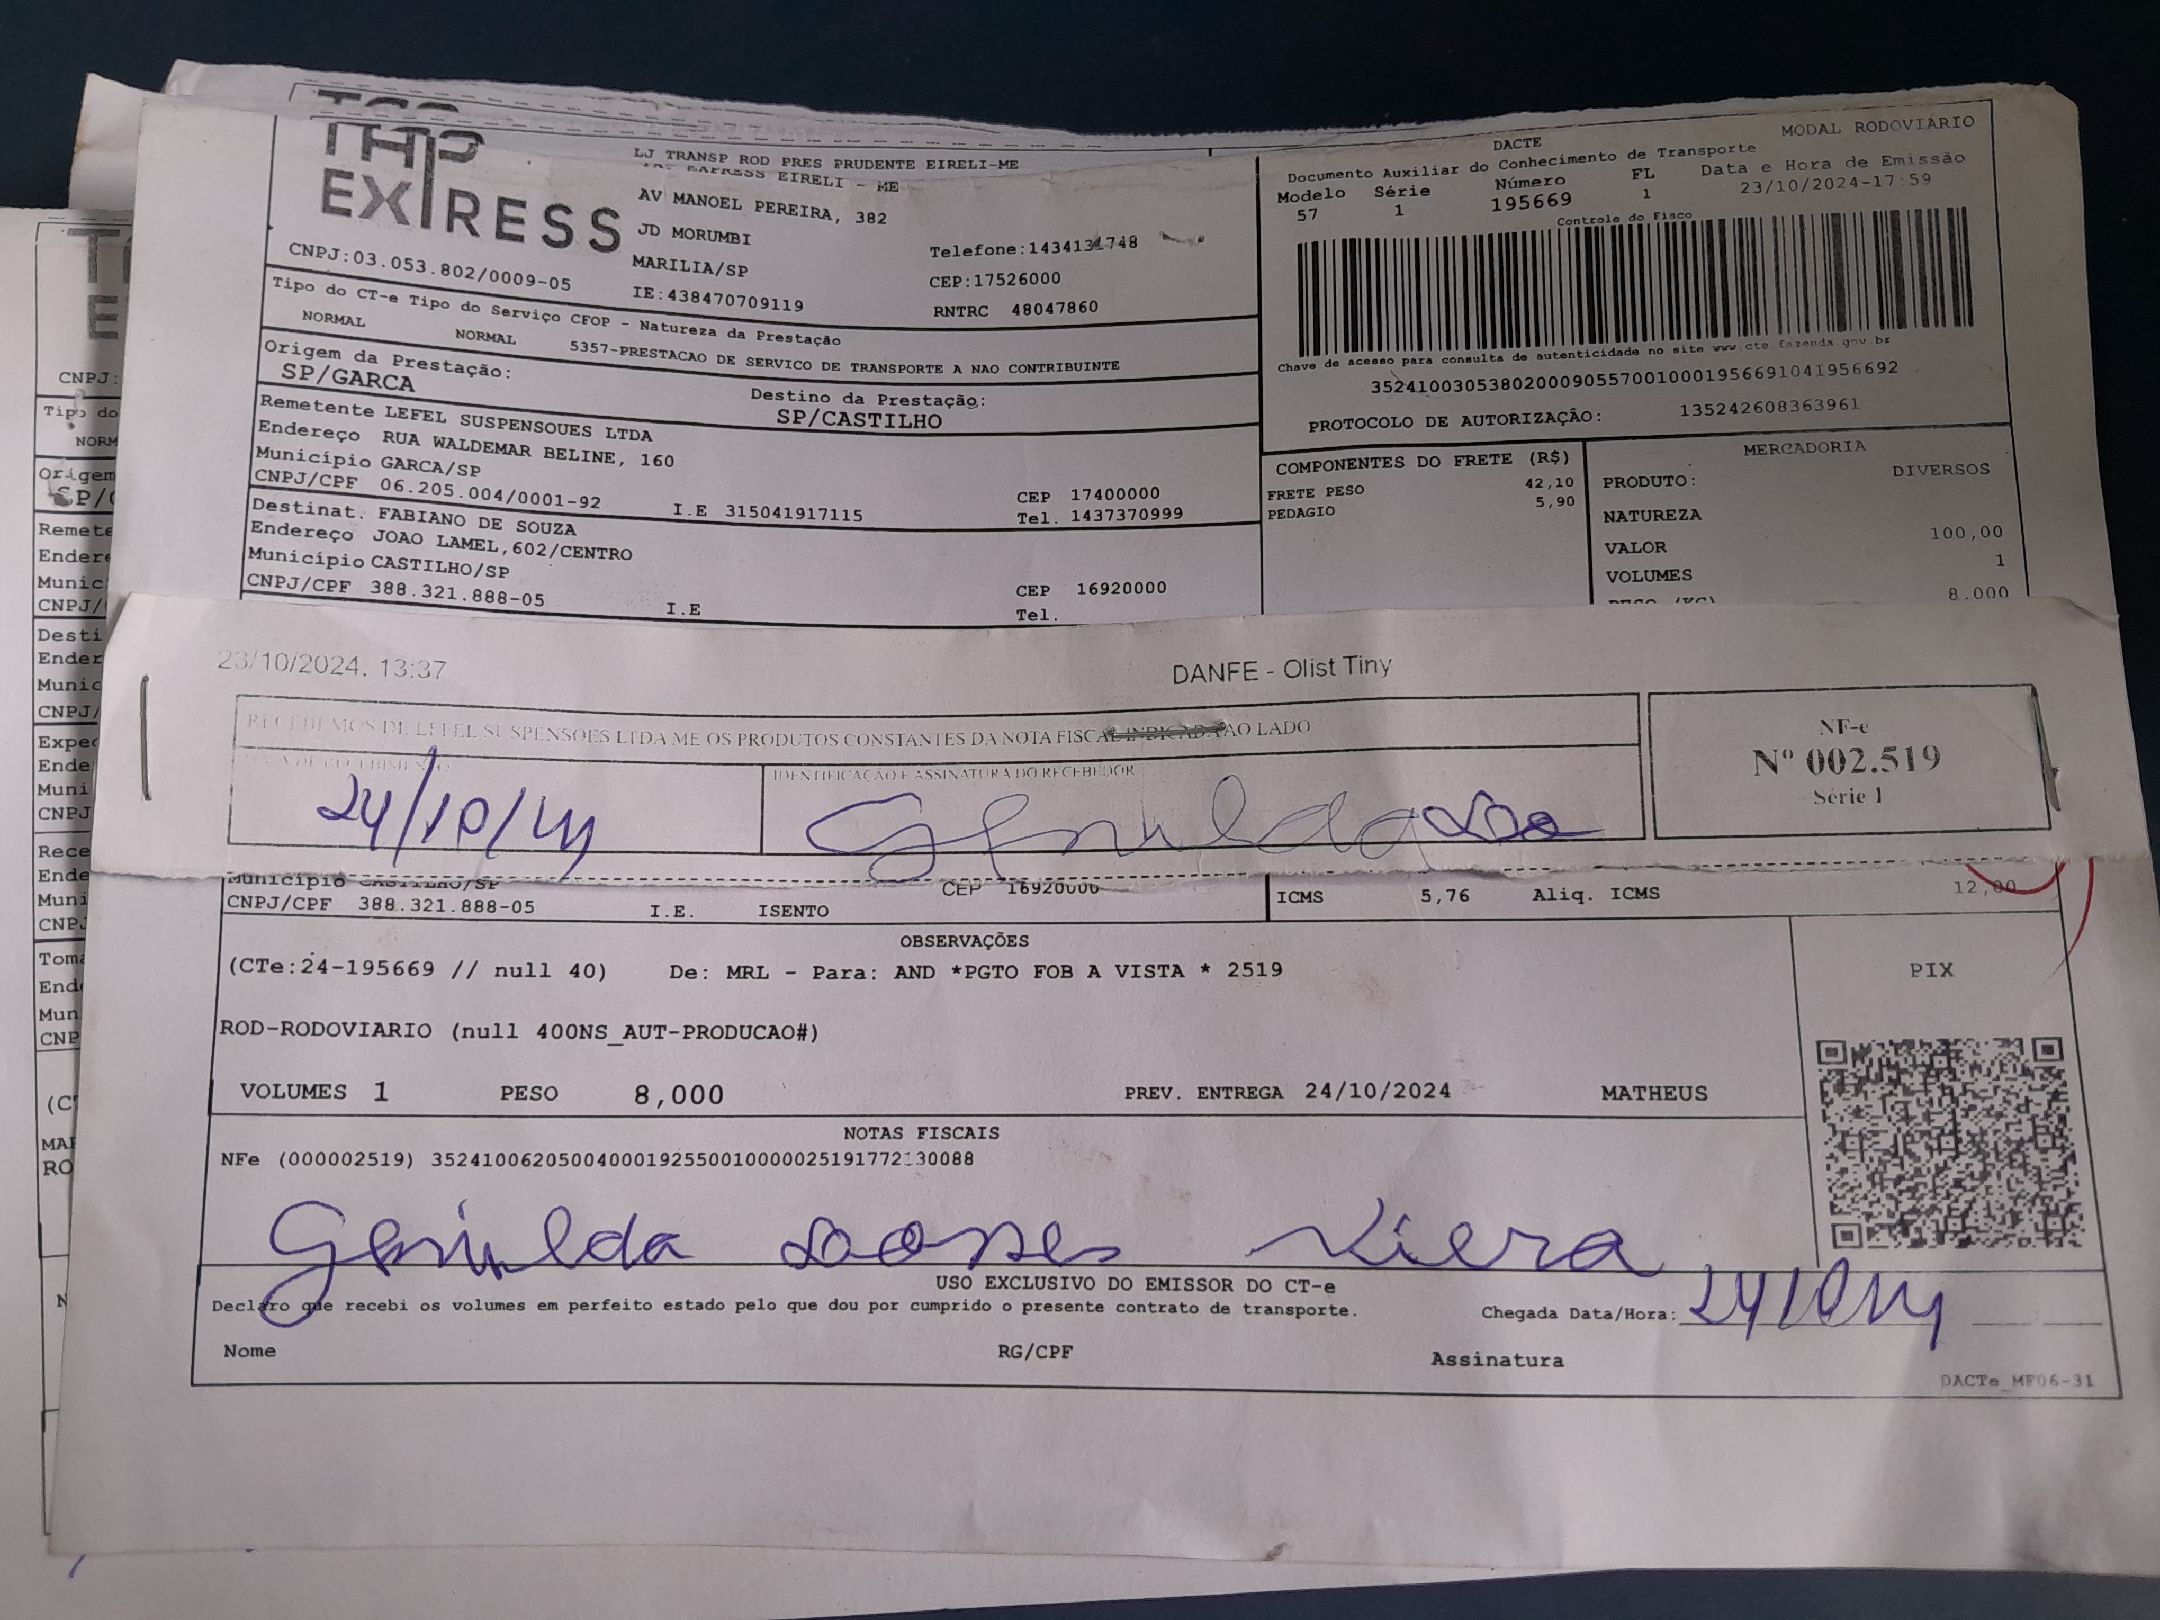 EXPRESS
LJ TRANSP ROD PRES PRUDENTE EIRELI-ME
EXPRESS EIRELI - ME
AV MANOEL PEREIRA, 382
JD MORUMBI
MARILIA/SP
IE:438470709119
Telefone:1434131748
CEP:17526000
RNTRC 48047860
CNPJ:03.053.802/0009-05
DACTE
MODAL RODOVIÁRIO
Documento Auxiliar do Conhecimento de Transporte
Modelo Série Número FL Data e Hora de Emissão
57 1 195669 1 23/10/2024-17:59
Controle do Fisco
Chave de acesso para consulta de autenticidade no site www.cte.fazenda.gov.br
PROTOCOLO DE AUTORIZAÇÃO: 135242608363961
Tipo do CT-e Tipo do Serviço CFOP - Natureza da Prestação
NORMAL NORMAL 5357-PRESTACAO DE SERVICO DE TRANSPORTE A NAO CONTRIBUINTE
Origem da Prestação: Destino da Prestação:
SP/GARCA SP/CASTILHO
Remetente LEFEL SUSPENSOUES LTDA
Endereço RUA WALDEMAR BELINE, 160
Município GARCA/SP CEP 17400000
CNPJ/CPF 06.205.004/0001-92 I.E 315041917115 Tel. 1437370999
Destinat. FABIANO DE SOUZA
Endereço JOAO LAMEL,602/CENTRO
Município CASTILHO/SP CEP 16920000
CNPJ/CPF 388.321.888-05 I.E Tel.
COMPONENTES DO FRETE (R$)
FRETE PESO 42,10
PEDAGIO 5,90
MERCADORIA
PRODUTO: DIVERSOS
NATUREZA
VALOR 100,00
VOLUMES 1
PESO (KG) 8.000
23/10/2024, 13:37 DANFE - Olist Tiny
RECEBEMOS DE LEFEL SUSPENSOES LTDA ME OS PRODUTOS CONSTANTES DA NOTA FISCAL INDICADA AO LADO
NF-e
Nº 002.519
Série 1
IDENTIFICAÇÃO E ASSINATURA DO RECEBEDOR
24/10/24
Município CASTILHO/SP CEP 16920000
CNPJ/CPF 388.321.888-05 I.E. ISENTO
ICMS 5,76 Aliq. ICMS 12,00
OBSERVAÇÕES
(CTe:24-195669 // null 40) De: MRL - Para: AND *PGTO FOB A VISTA * 2519
PIX
ROD-RODOVIARIO (null 400NS_AUT-PRODUCAO#)
VOLUMES 1 PESO 8,000 PREV. ENTREGA 24/10/2024 MATHEUS
NOTAS FISCAIS
NFe (000002519)
USO EXCLUSIVO DO EMISSOR DO CT-e
Declaro que recebi os volumes em perfeito estado pelo que dou por cumprido o presente contrato de transporte.
Chegada Data/Hora: 24/10/24
Nome RG/CPF Assinatura
DACTe_MF06-31